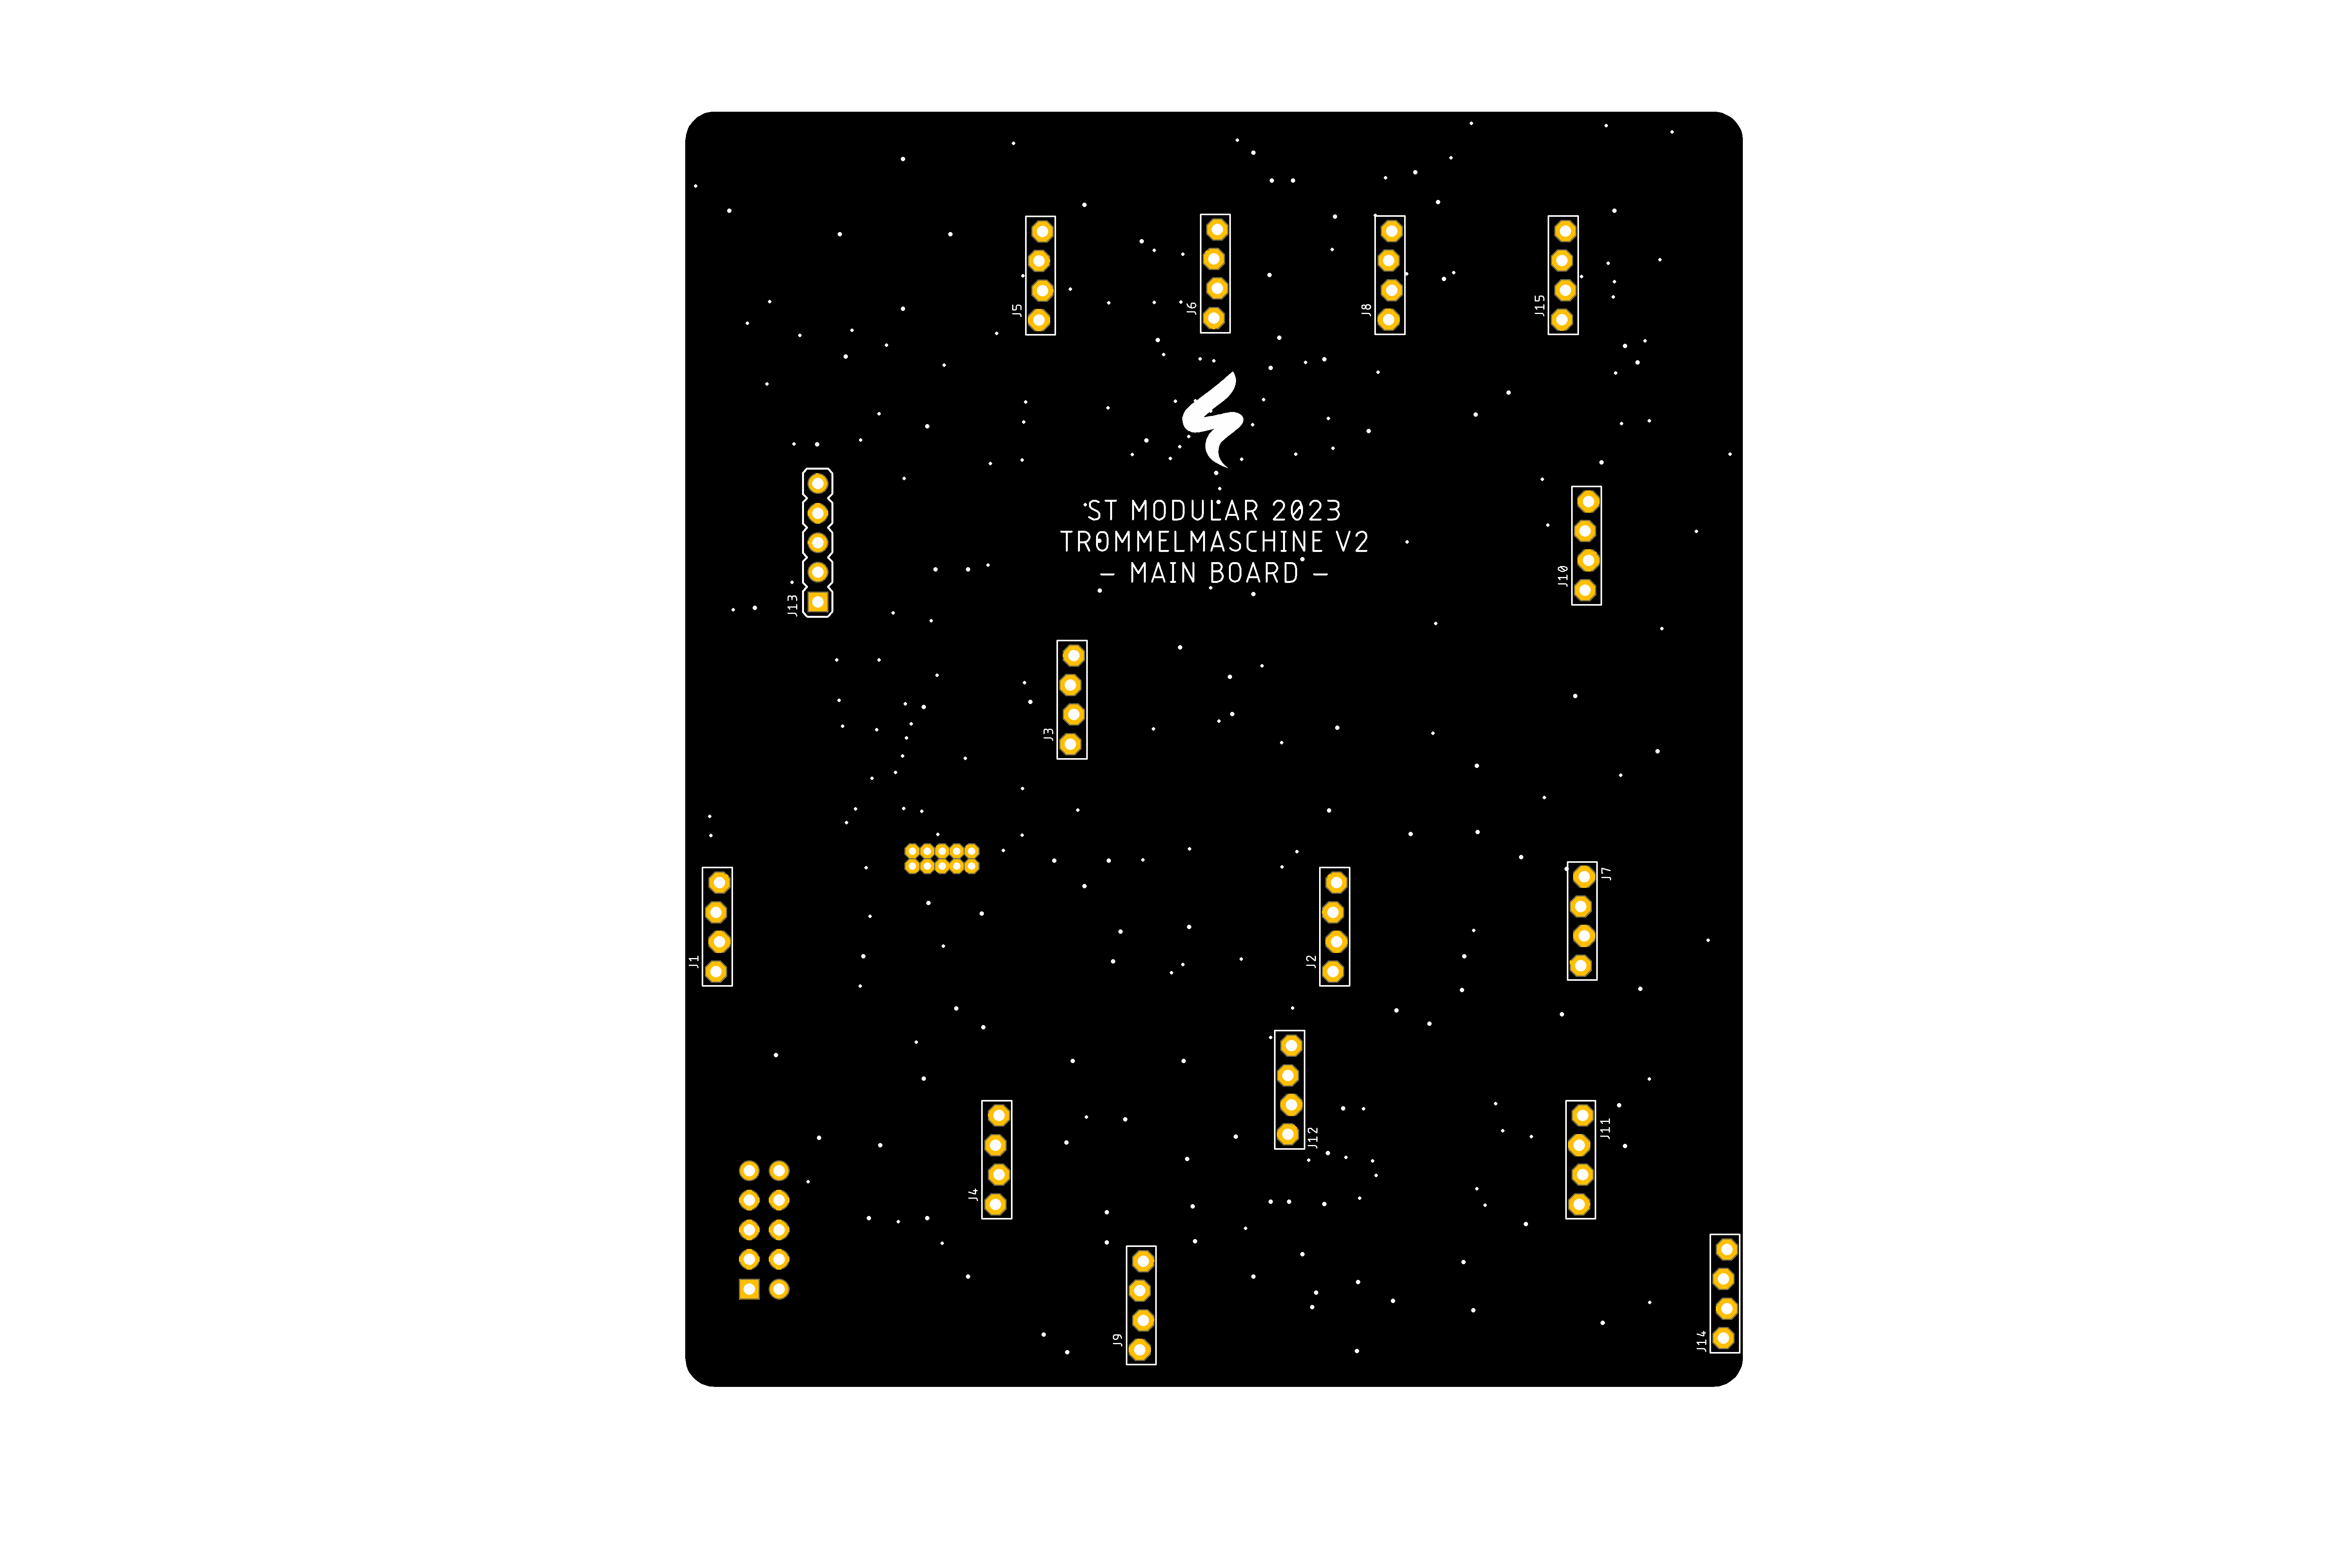 J5
J6
J8
J15
ST MODULAR 2023
TROMMELMASCHINE V2
- MAIN BOARD -
J13
J10
J3
J1
J2
J7
J12
J4
J11
J9
J14